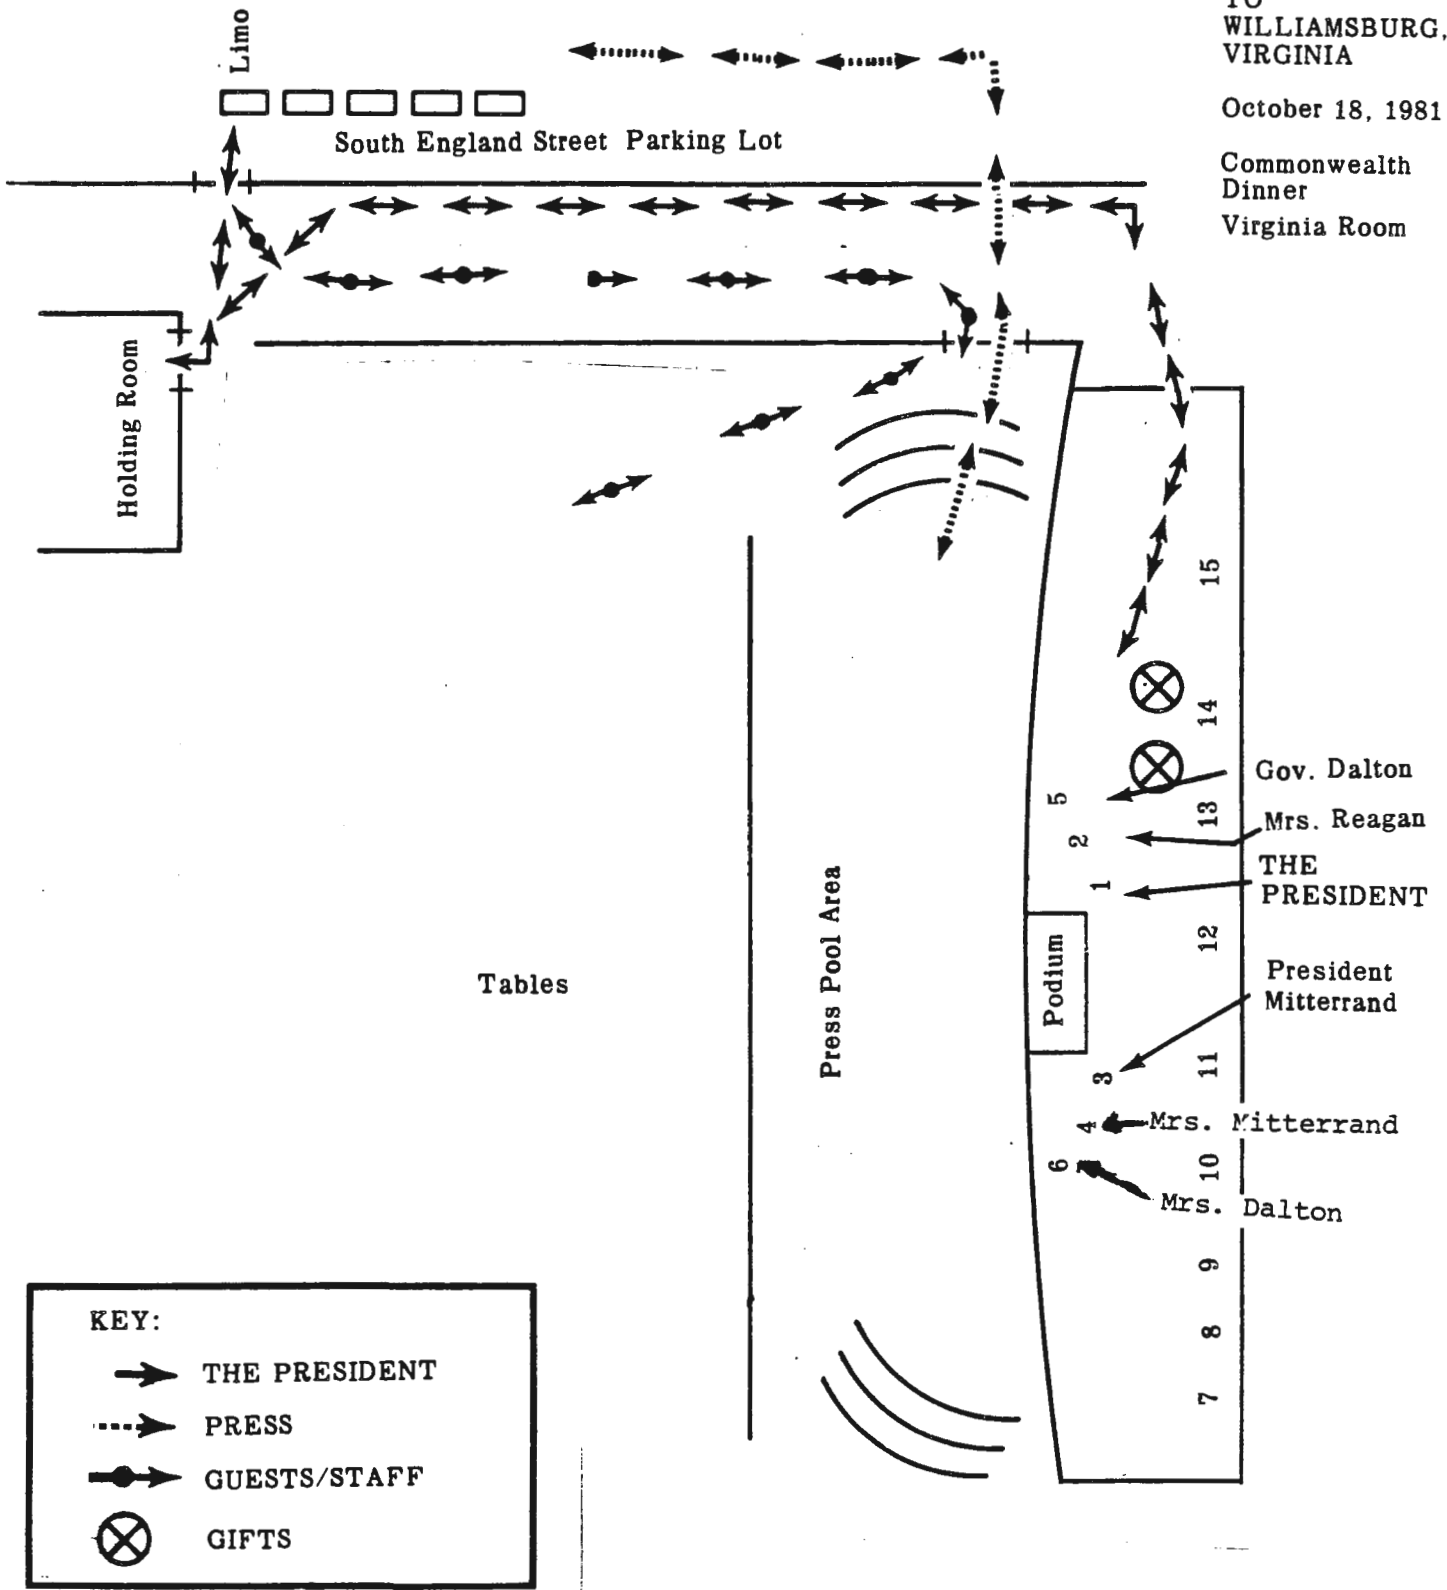 TO
WILLIAMSBURG,
VIRGINIA
October 18, 1981
Commonwealth
Dinner
Virginia Room
Limo
South England Street Parking Lot
Holding Room
15
14
13
12
11
10
9
8
7
5
2
1
3
4
6
Gov. Dalton
Mrs. Reagan
THE
PRESIDENT
President
Mitterrand
Mrs. Mitterrand
Mrs. Dalton
Podium
Press Pool Area
Tables
KEY:
THE PRESIDENT
PRESS
GUESTS/STAFF
GIFTS